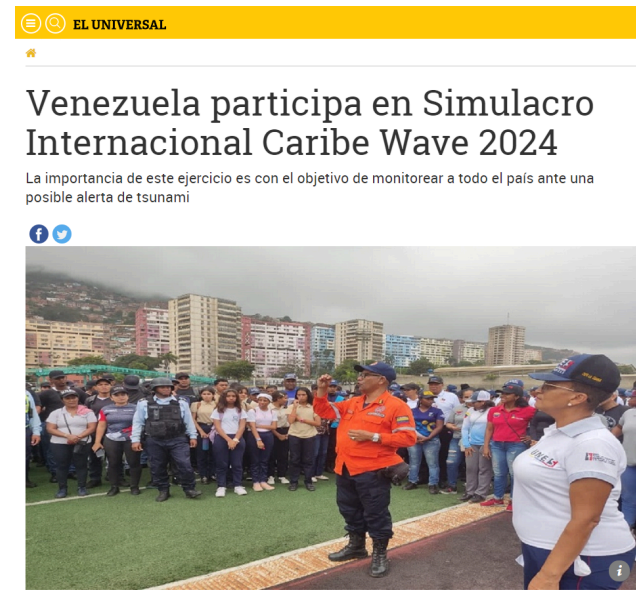 EL UNIVERSAL
Venezuela participa en Simulacro
Internacional Caribe Wave 2024
La importancia de este ejercicio es con el objetivo de monitorear a todo el país ante una
posible alerta de tsunami